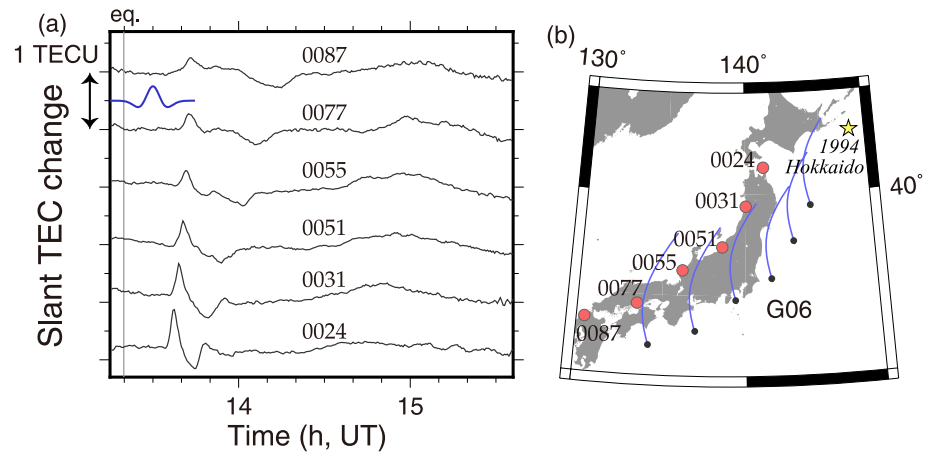 (a)
eq.
1 TECU
Slant TEC change
0087
0077
0055
0051
0031
0024
14
15
Time (h, UT)
(b)
130°
140°
40°
1994
Hokkaido
0024
0031
0051
0055
0077
0087
G06